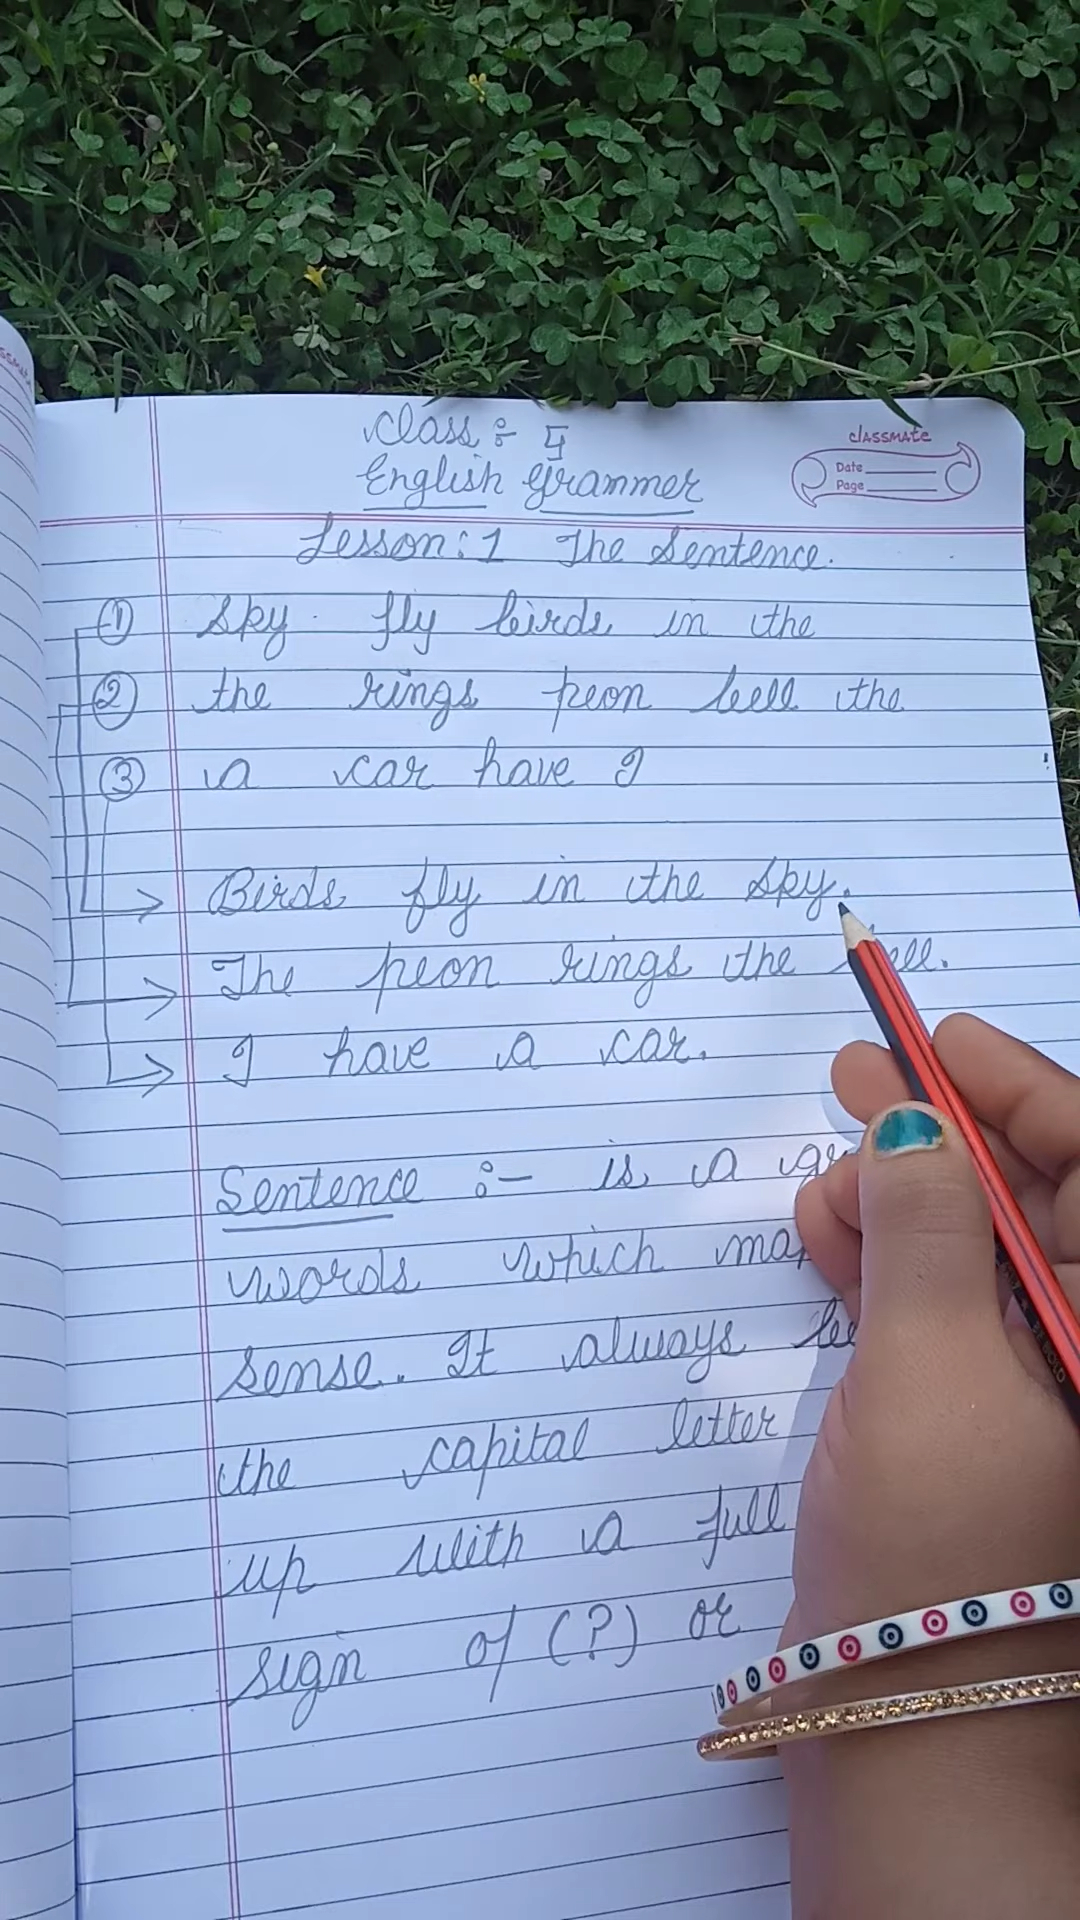 Class :- 5
English Grammer
classmate
Date
Page
Lesson:1 The Sentence.
① Sky fly birds in the
② the rings peon bell the
③ a car have I
Birds fly in the sky.
The peon rings the bell.
I have a car.
Sentence :- is a
words which
sense. It always
the capital letter
up with a full
sign of (?) or